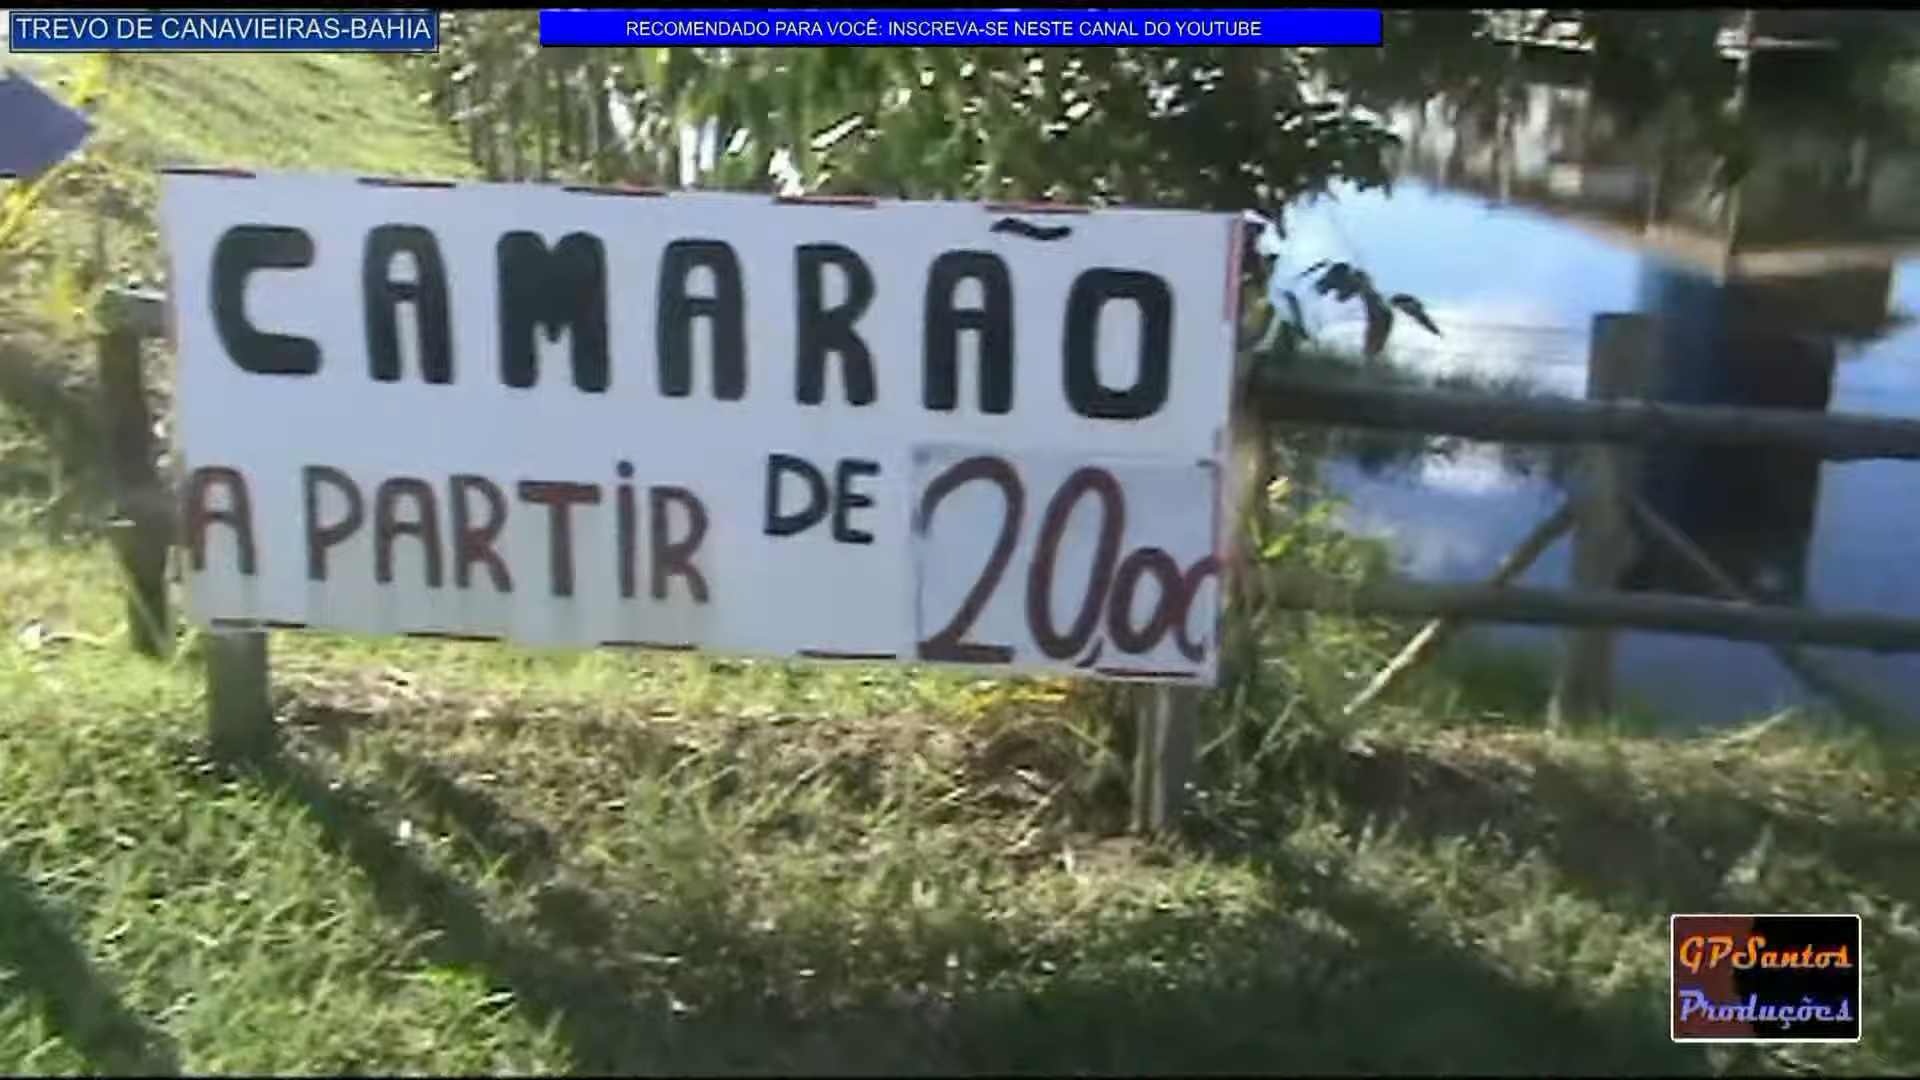 TREVO DE CANAVIEIRAS-BAHIA
RECOMENDADO PARA VOCÊ: INSCREVA-SE NESTE CANAL DO YOUTUBE
CAMARÃO
A PARTIR DE 20,00
GPSantos
Produções